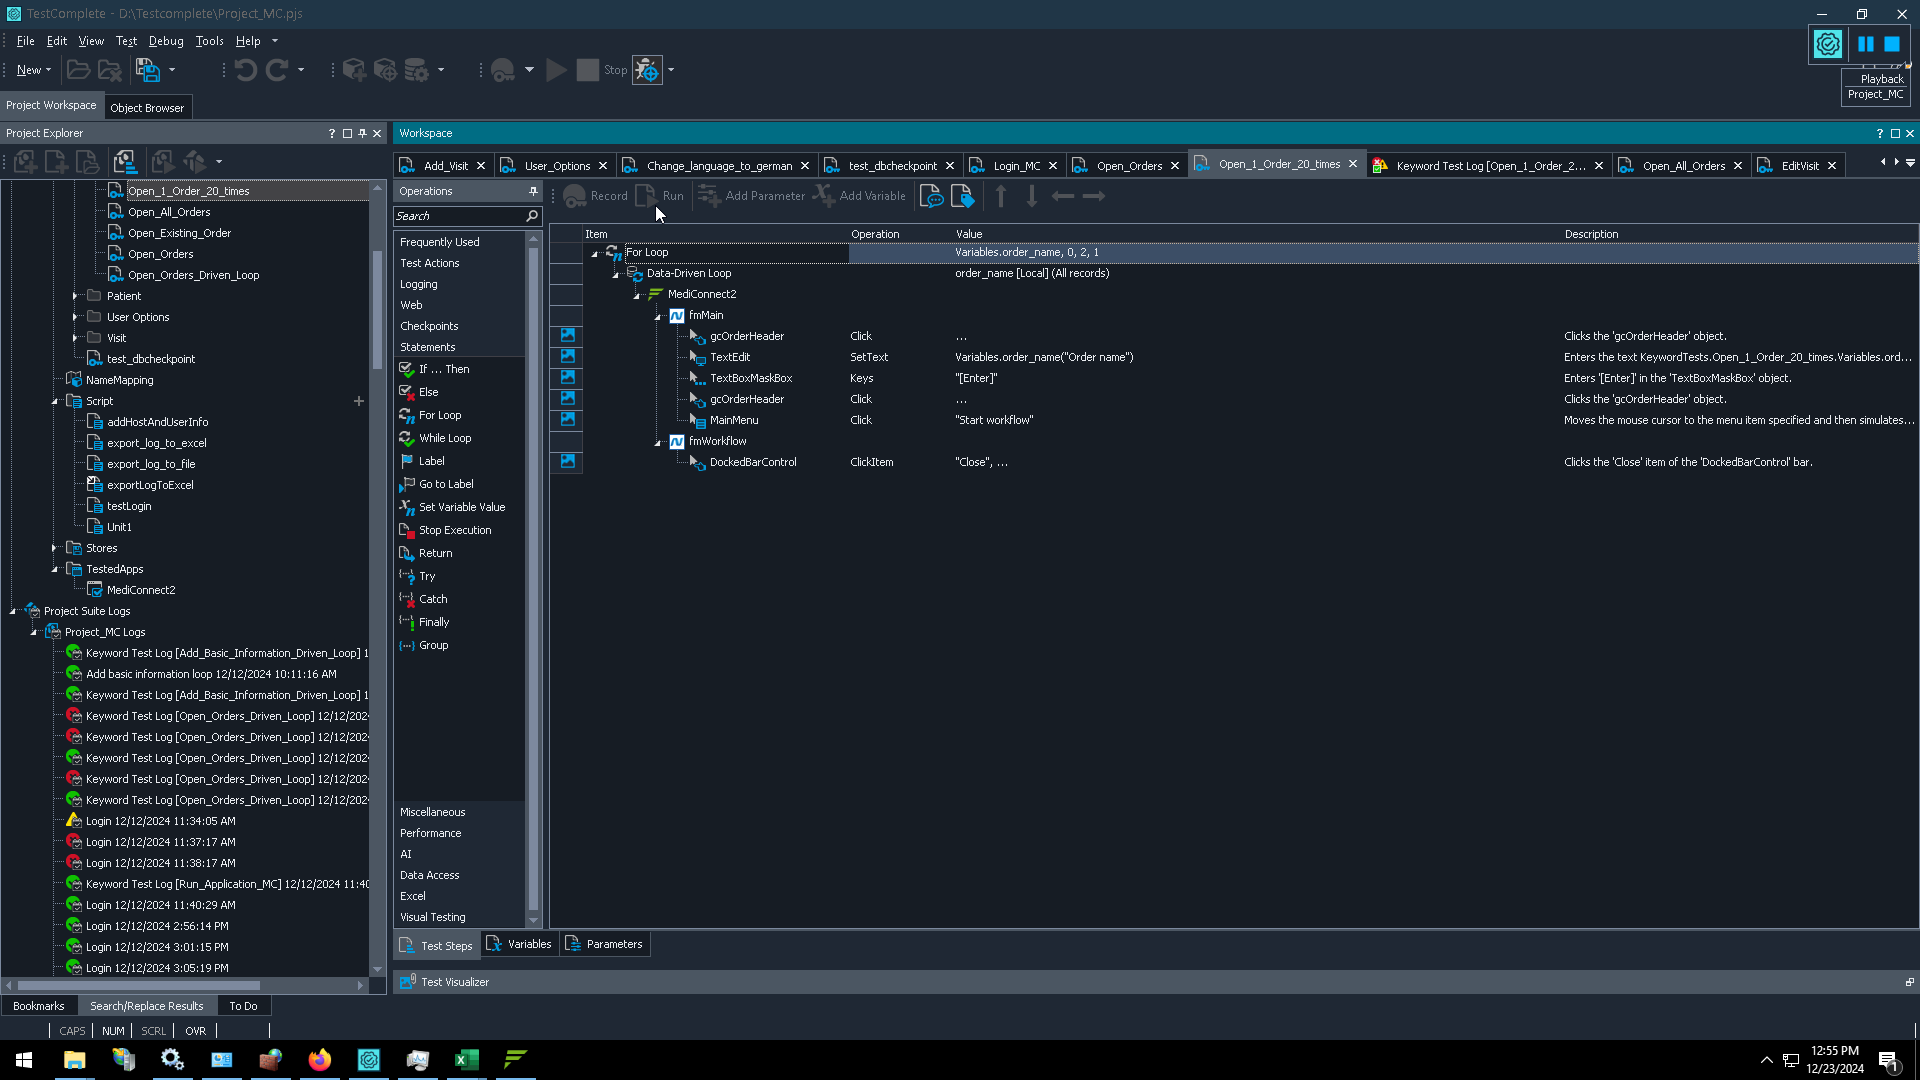 TestComplete - D:\Testcomplete\Project_MC.pjs
File Edit View Test Debug Tools Help
New
Stop
Playback
Project_MC
Project Workspace
Object Browser
Project Explorer
Workspace
Add_Visit
User_Options
Change_language_to_german
test_dbcheckpoint
Login_MC
Open_Orders
Open_1_Order_20_times
Keyword Test Log [Open_1_Order_2...
Open_All_Orders
EditVisit
Open_1_Order_20_times
Open_All_Orders
Open_Existing_Order
Open_Orders
Open_Orders_Driven_Loop
Patient
User Options
Visit
test_dbcheckpoint
NameMapping
Script
addHostAndUserInfo
export_log_to_excel
export_log_to_file
exportLogToExcel
testLogin
Unit1
Stores
TestedApps
MediConnect2
Project Suite Logs
Project_MC Logs
Keyword Test Log [Add_Basic_Information_Driven_Loop] 1
Add basic information loop 12/12/2024 10:11:16 AM
Keyword Test Log [Add_Basic_Information_Driven_Loop] 1
Keyword Test Log [Open_Orders_Driven_Loop] 12/12/202
Keyword Test Log [Open_Orders_Driven_Loop] 12/12/202
Keyword Test Log [Open_Orders_Driven_Loop] 12/12/202
Keyword Test Log [Open_Orders_Driven_Loop] 12/12/202
Keyword Test Log [Open_Orders_Driven_Loop] 12/12/202
Login 12/12/2024 11:34:05 AM
Login 12/12/2024 11:37:17 AM
Login 12/12/2024 11:38:17 AM
Keyword Test Log [Run_Application_MC] 12/12/2024 11:40
Login 12/12/2024 11:40:29 AM
Login 12/12/2024 2:56:14 PM
Login 12/12/2024 3:01:15 PM
Login 12/12/2024 3:05:19 PM
Operations
Search
Frequently Used
Test Actions
Logging
Web
Checkpoints
Statements
If ... Then
Else
For Loop
While Loop
Label
Go to Label
Set Variable Value
Stop Execution
Return
Try
Catch
Finally
Group
Miscellaneous
Performance
AI
Data Access
Excel
Visual Testing
Record Run Add Parameter Add Variable
Item Operation Value Description
For Loop Variables.order_name, 0, 2, 1
Data-Driven Loop order_name [Local] (All records)
MediConnect2
fmMain
gcOrderHeader Click ... Clicks the 'gcOrderHeader' object.
TextEdit SetText Variables.order_name("Order name") Enters the text KeywordTests.Open_1_Order_20_times.Variables.ord...
TextBoxMaskBox Keys "[Enter]" Enters '[Enter]' in the 'TextBoxMaskBox' object.
gcOrderHeader Click ... Clicks the 'gcOrderHeader' object.
MainMenu Click "Start workflow" Moves the mouse cursor to the menu item specified and then simulates...
fmWorkflow
DockedBarControl ClickItem "Close", ... Clicks the 'Close' item of the 'DockedBarControl' bar.
Test Steps Variables Parameters
Test Visualizer
Bookmarks Search/Replace Results To Do
CAPS NUM SCRL OVR
12:55 PM
12/23/2024
1